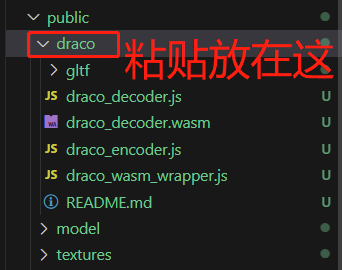 public
draco
粘贴放在这
gltf
JS draco_decoder.js U
WA draco_decoder.wasm U
JS draco_encoder.js U
JS draco_wasm_wrapper.js U
README.md U
model
textures